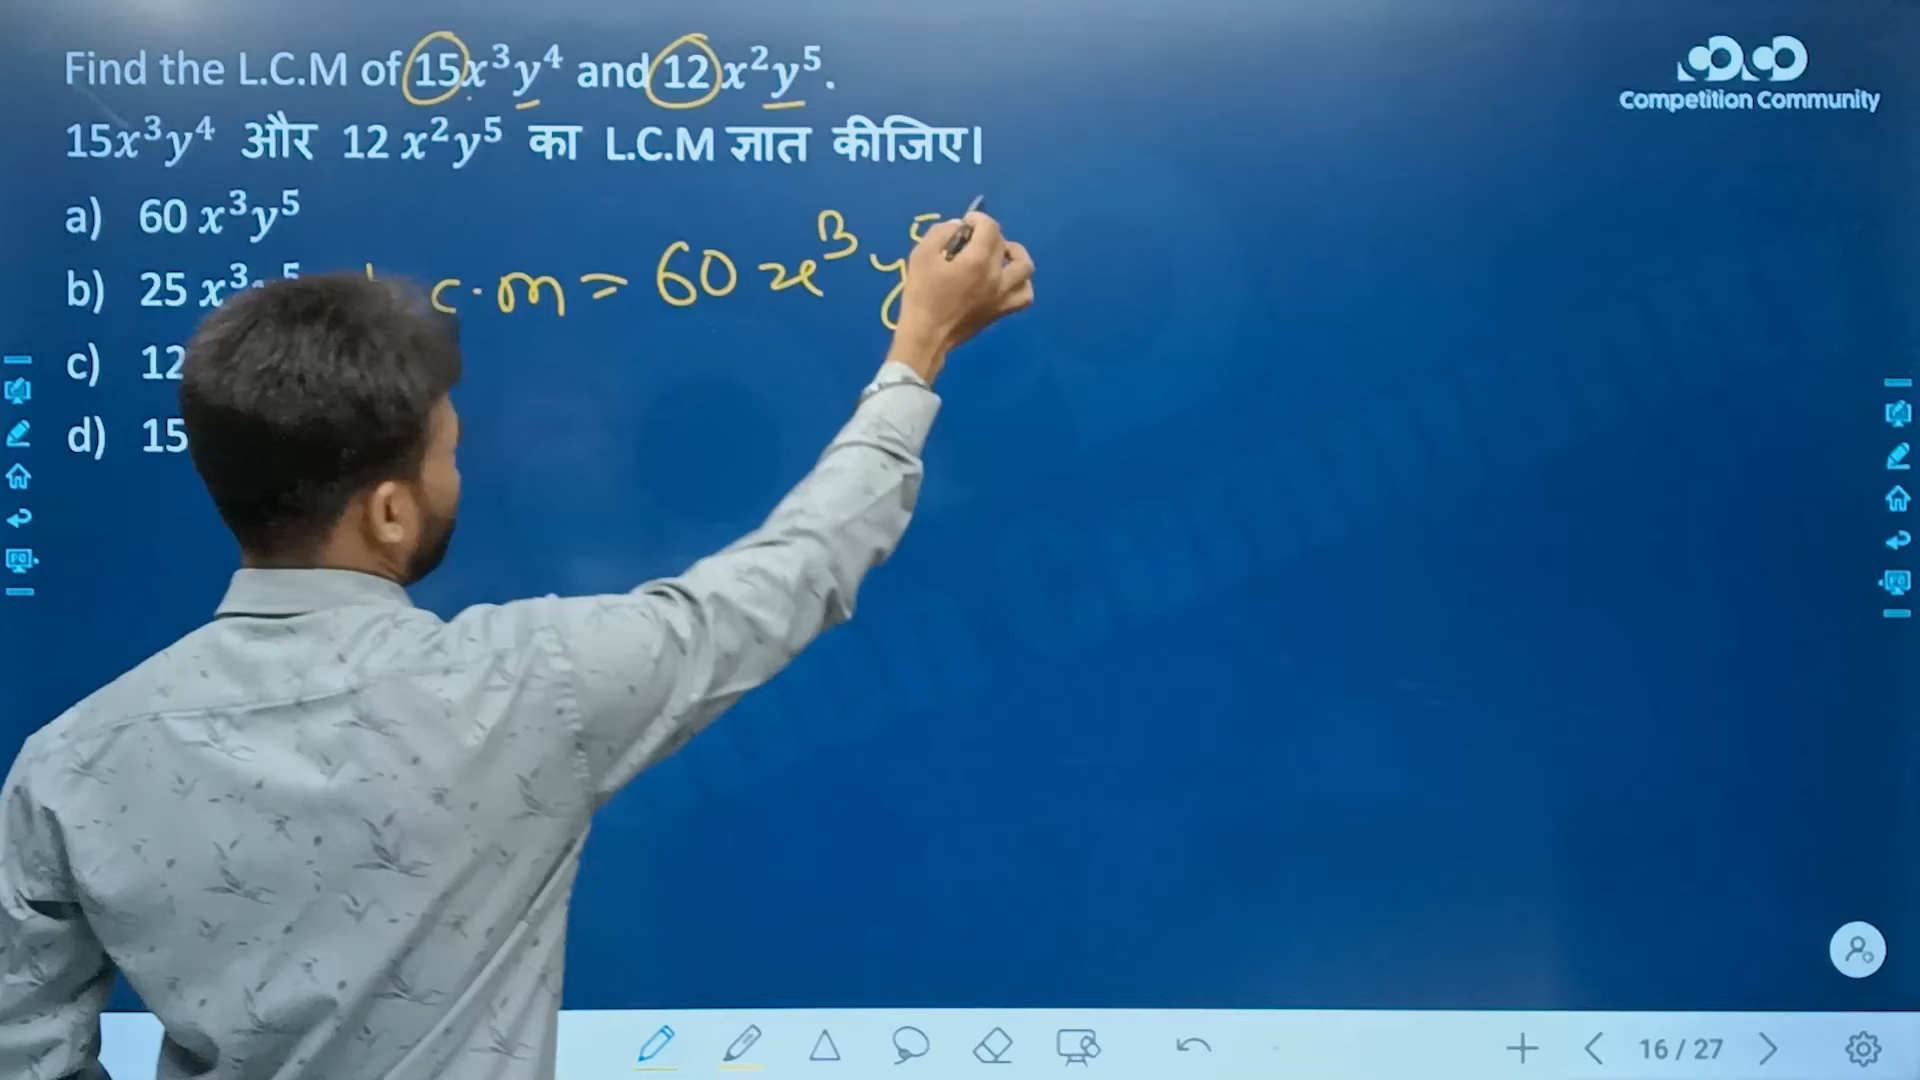 Find the L.C.M of 15x³y⁴ and 12x²y⁵.
15x³y⁴ और 12 x²y⁵ का L.C.M ज्ञात कीजिए।
a) 60 x³y⁵
b) 25 x³
c) 12
d) 15
c.m = 60 x³ y⁵
Competition Community
16 / 27